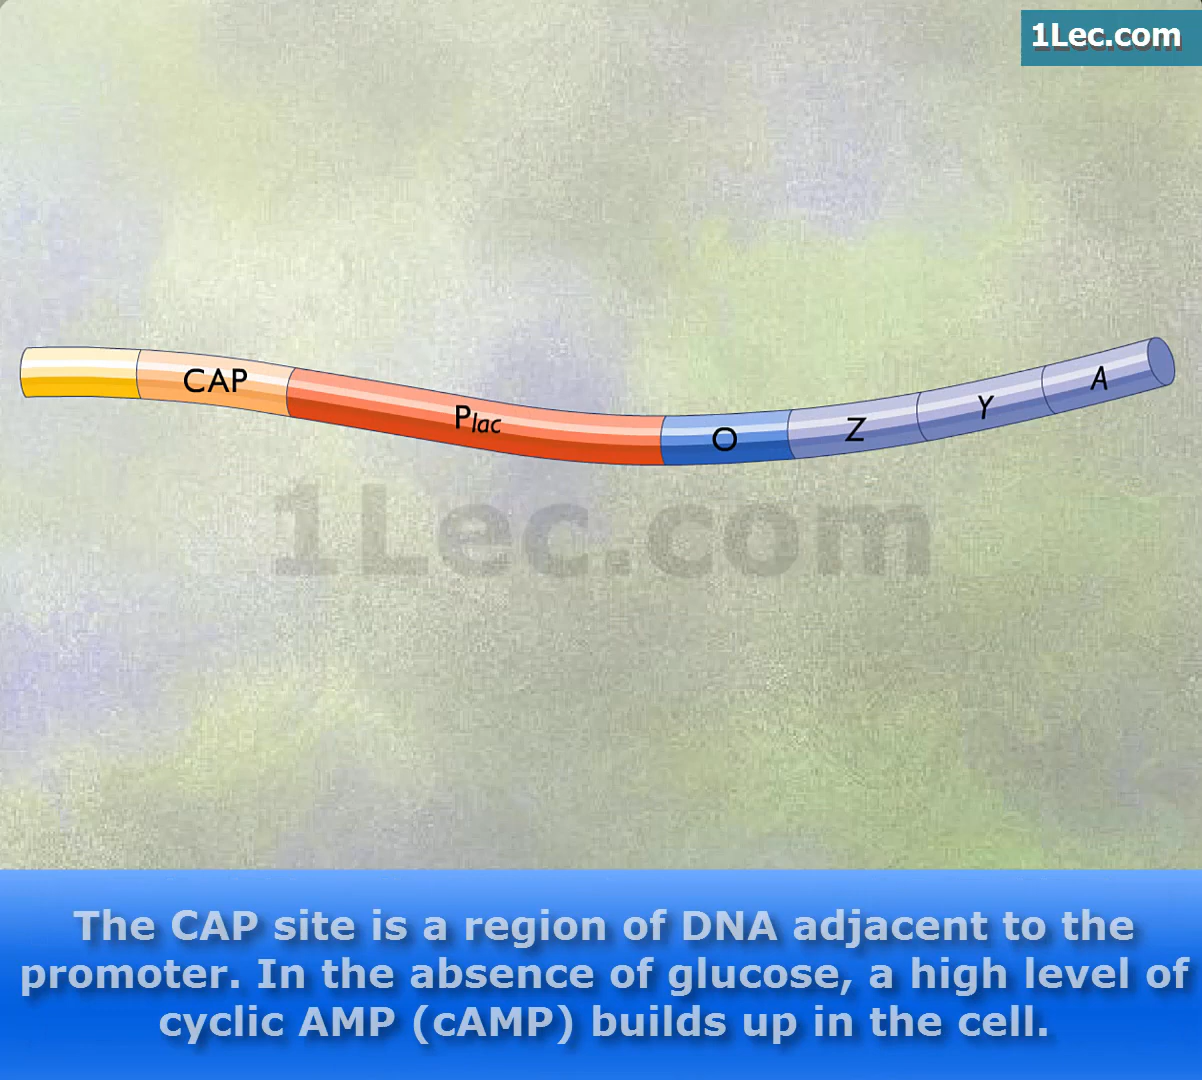 1Lec.com
CAP
Plac
O
Z
Y
A
1Lec.com
The CAP site is a region of DNA adjacent to the
promoter. In the absence of glucose, a high level of
cyclic AMP (cAMP) builds up in the cell.